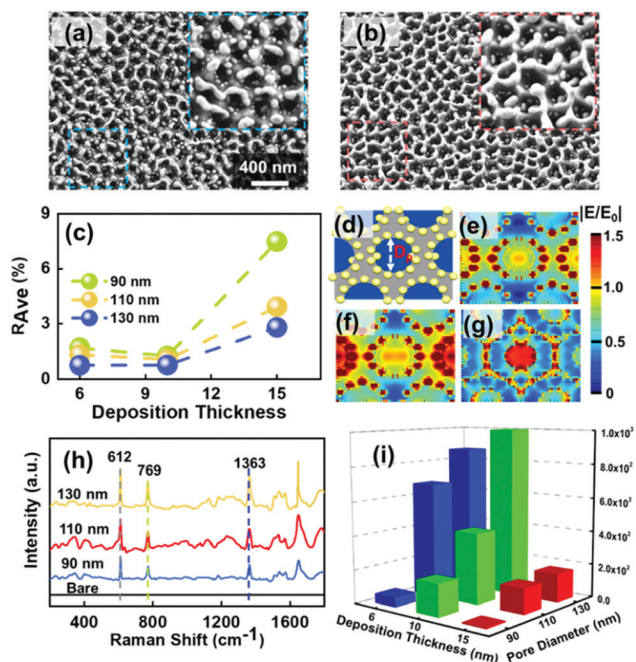 (a)
400 nm
(b)
9
6
3
0
R_Ave (%)
(c)
90 nm
110 nm
130 nm
6
9
12
15
Deposition Thickness
(d)
(e)
(f)
(g)
|E/E₀|
1.5
1.0
0.5
0
(h)
612
769
1363
130 nm
110 nm
90 nm
Bare
Intensity (a.u.)
400
800
1200
1600
Raman Shift (cm⁻¹)
(i)
1.0x10³
8.0x10²
6.0x10²
4.0x10²
2.0x10²
0.0
6
10
15
Deposition Thickness (nm)
90
110
130
Pore Diameter (nm)